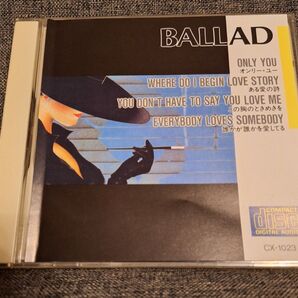 BALLAD
ONLY YOU
オンリー・ユー
WHERE DO I BEGIN LOVE STORY
ある愛の詩
YOU DON'T HAVE TO SAY YOU LOVE ME
この胸のときめきを
EVERYBODY LOVES SOMEBODY
誰かが誰かを愛してる
COMPACT
disc
DIGITAL AUDIO
CX-1023